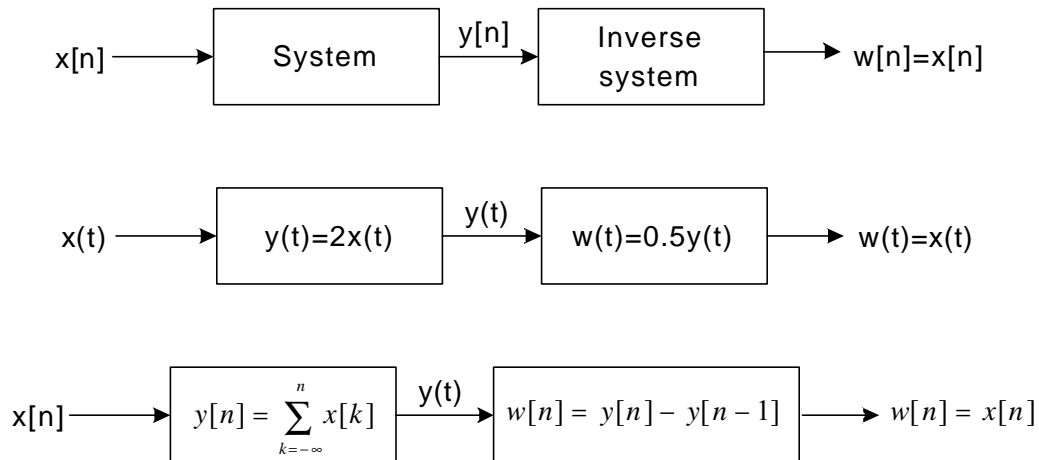 x[n] System y[n] Inverse system w[n]=x[n]
x(t) y(t)=2x(t) y(t) w(t)=0.5y(t) w(t)=x(t)
x[n] y[n] = ∑_{k=-∞}^{n} x[k] y(t) w[n] = y[n] - y[n-1] w[n] = x[n]